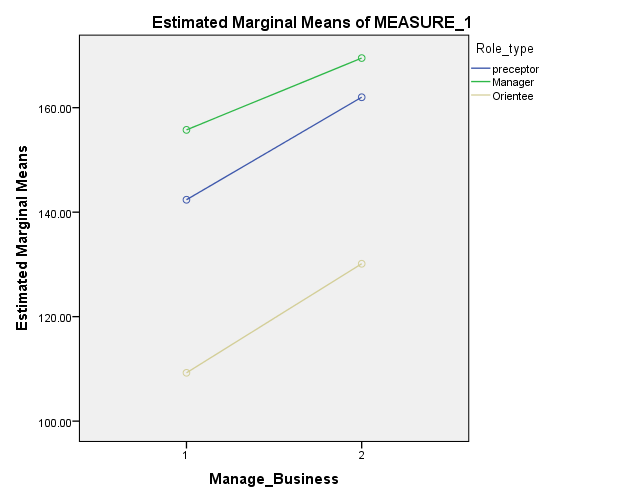 Estimated Marginal Means of MEASURE_1
Role_type
preceptor
Manager
Orientee
Estimated Marginal Means
160.00
140.00
120.00
100.00
1
2
Manage_Business